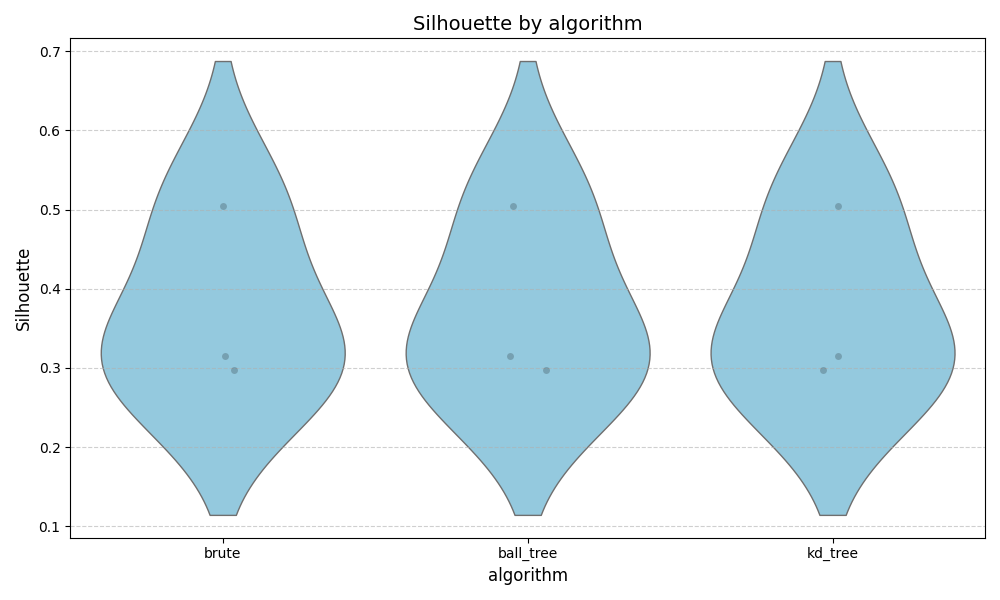 Silhouette by algorithm
Silhouette
0.7
0.6
0.5
0.4
0.3
0.2
0.1
brute
ball_tree
kd_tree
algorithm